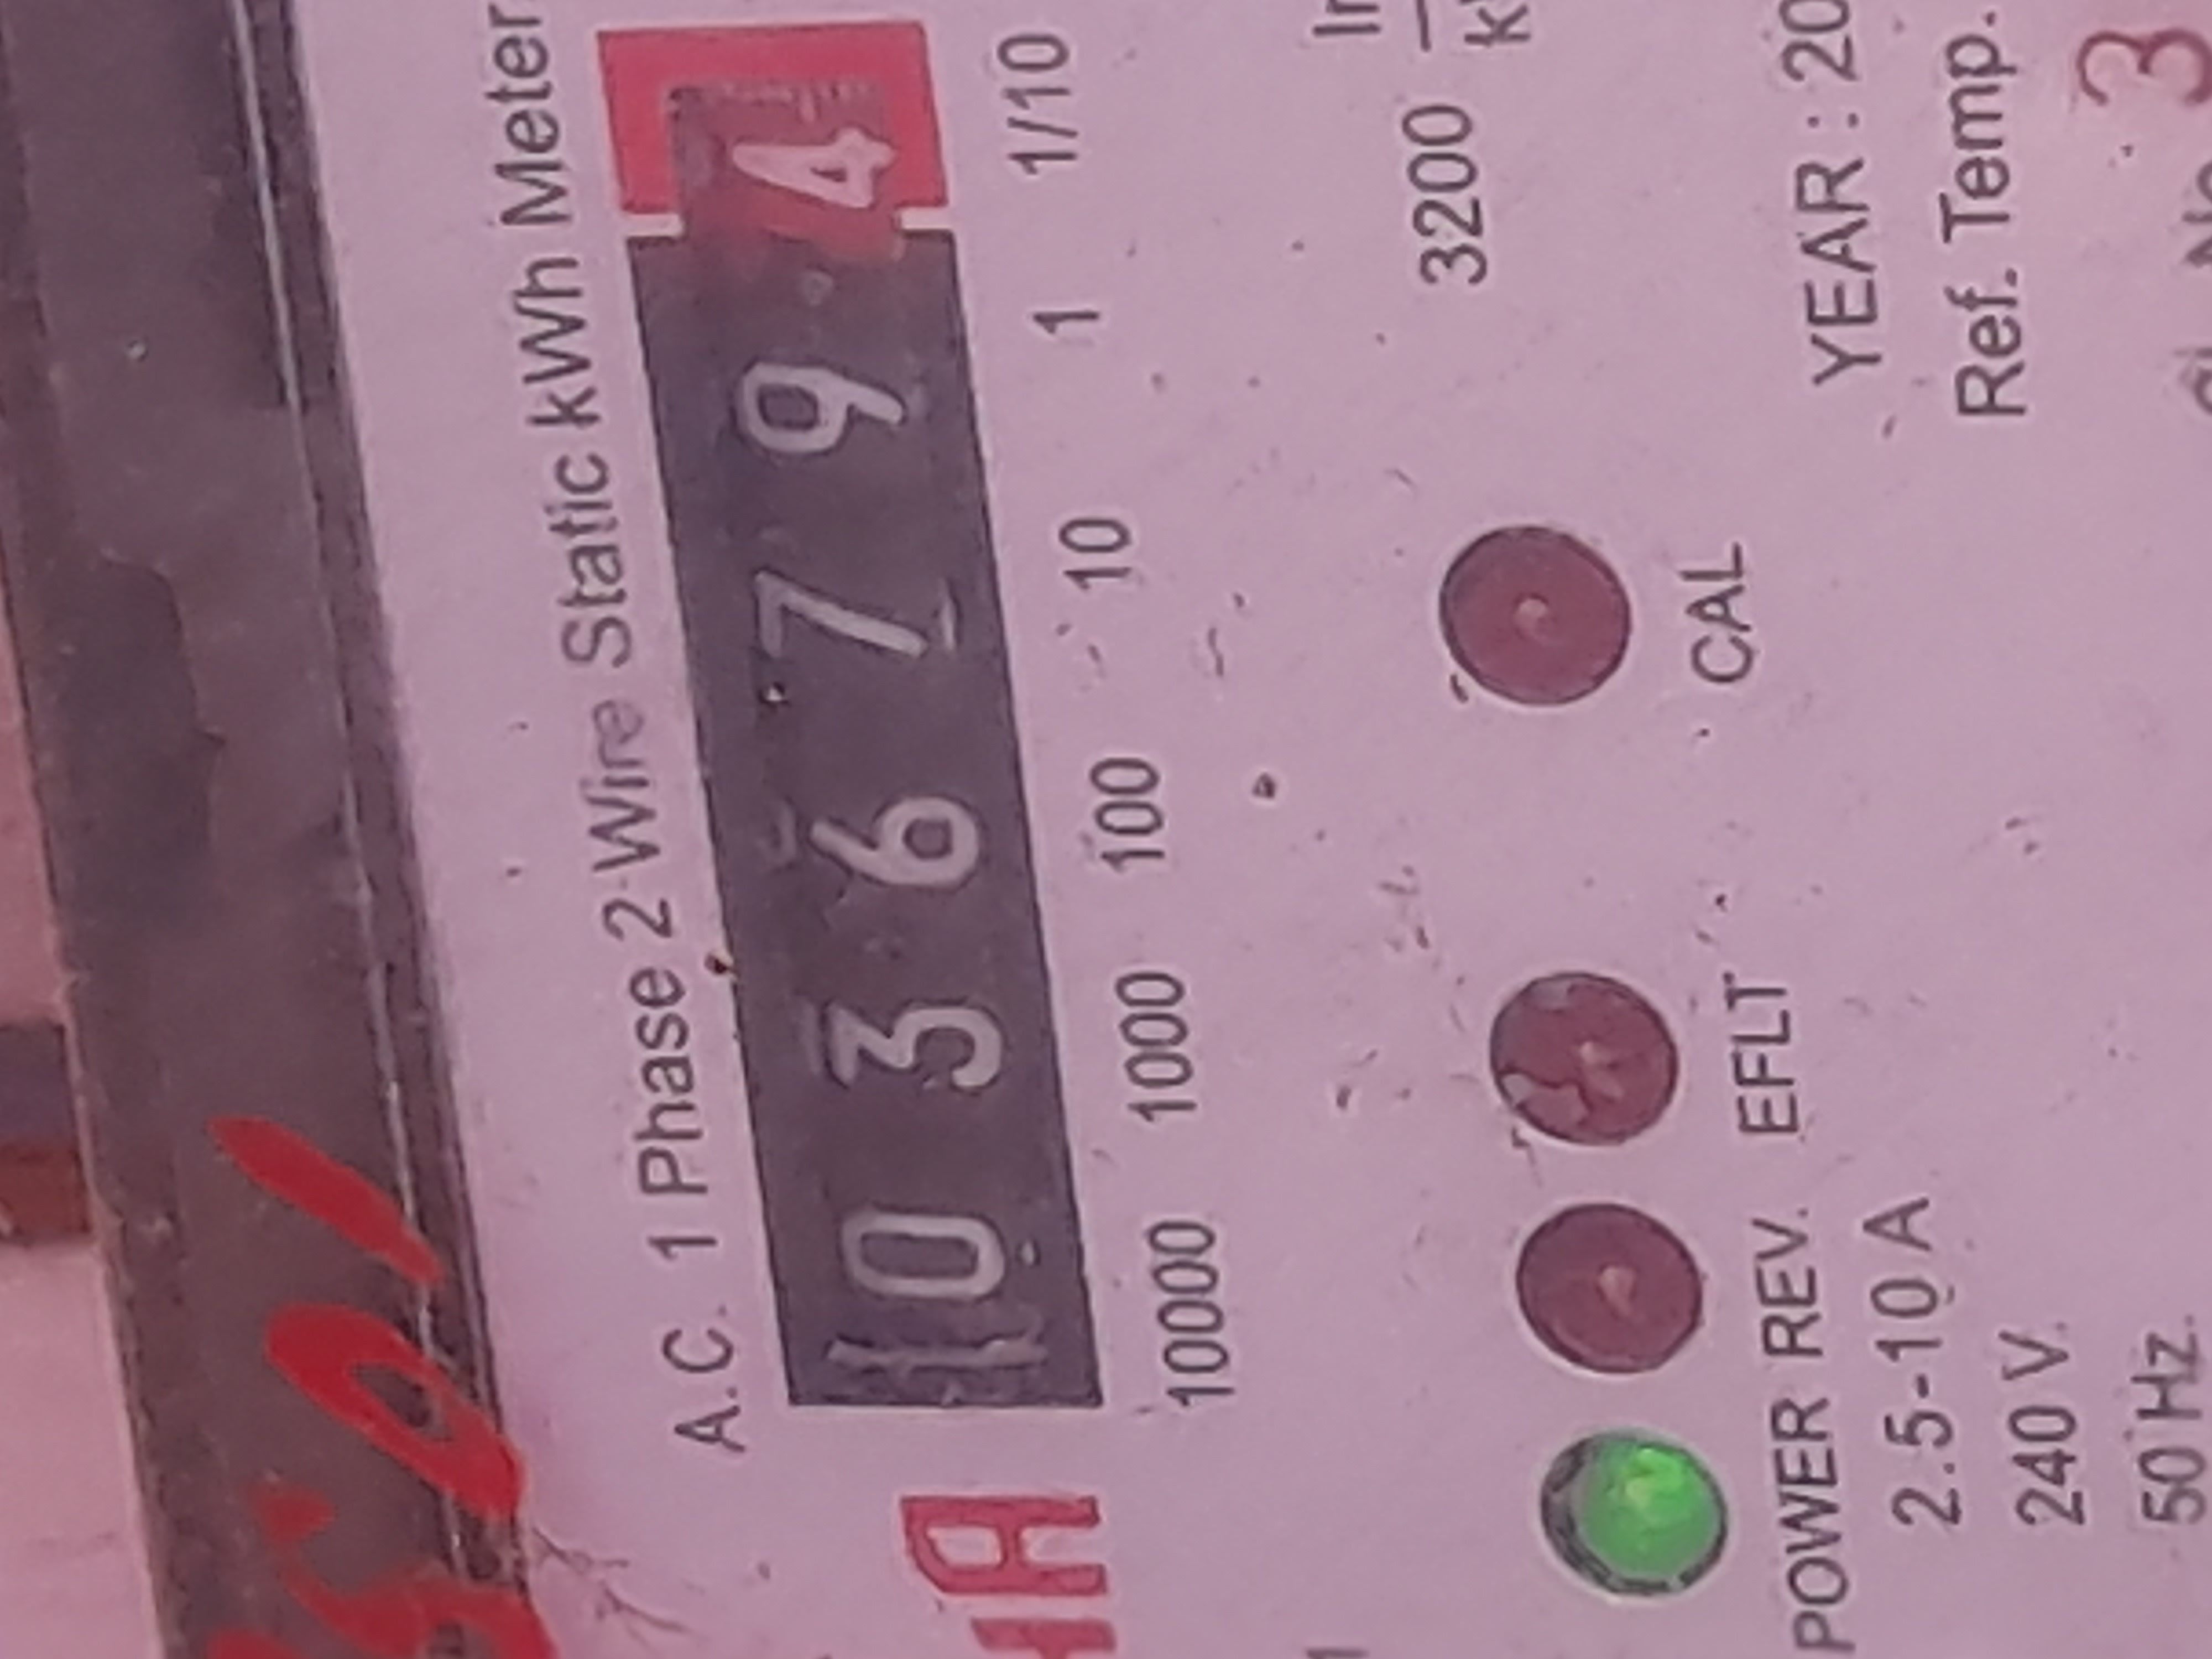 A.C. 1 Phase 2 Wire Static kWh Meter
0 3 6 7 9 4
10000 1000 100 10 1 1/10
3200
CAL
EFLT
POWER REV.
2.5-10 A
240 V.
50 Hz.
YEAR : 20
Ref. Temp.
3